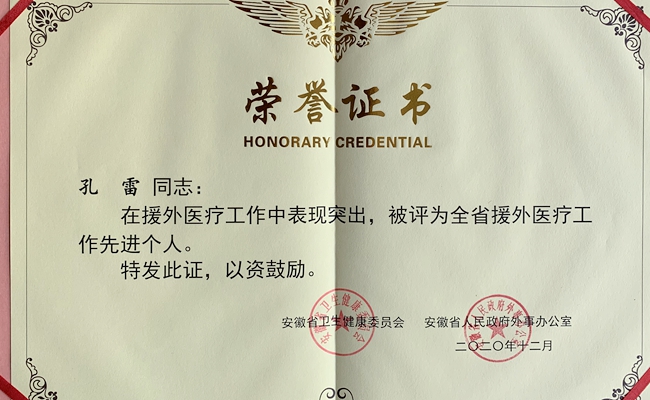 荣誉证书
HONORARY CREDENTIAL
孔 雷 同志：
在援外医疗工作中表现突出，被评为全省援外医疗工
作先进个人。
特发此证，以资鼓励。
安徽省卫生健康委员会 安徽省人民政府外事办公室
二〇二〇年十二月